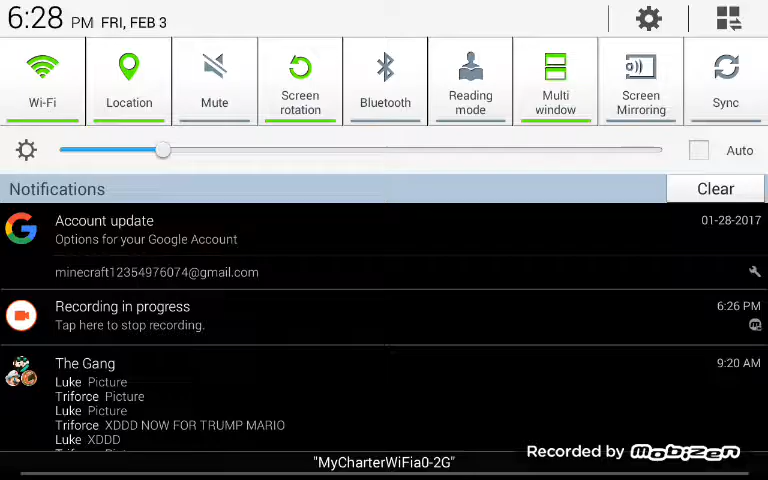 6:28 PM FRI, FEB 3
Wi-Fi
Location
Mute
Screen rotation
Bluetooth
Reading mode
Multi window
Screen Mirroring
Sync
Auto
Notifications
Clear
Account update 01-28-2017
Options for your Google Account
minecraft12354976074@gmail.com
Recording in progress 6:26 PM
Tap here to stop recording.
The Gang 9:20 AM
Luke Picture
Triforce Picture
Luke Picture
Triforce XDDD NOW FOR TRUMP MARIO
Luke XDDD
Recorded by Mobizen
"MyCharterWiFia0-2G"